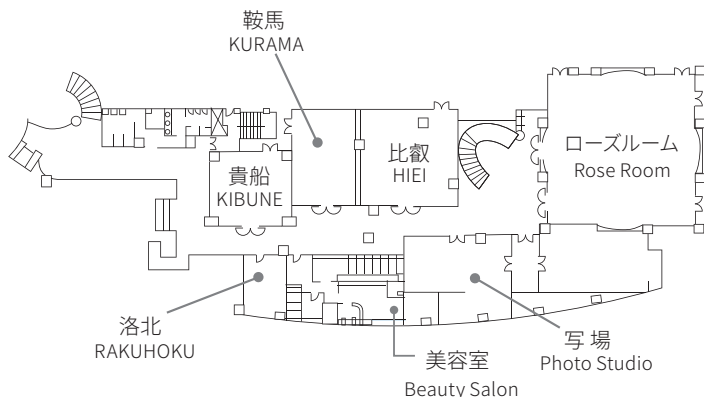 鞍馬
KURAMA
ローズルーム
Rose Room
比叡
HIEI
貴船
KIBUNE
洛北
RAKUHOKU
写 場
Photo Studio
美容室
Beauty Salon